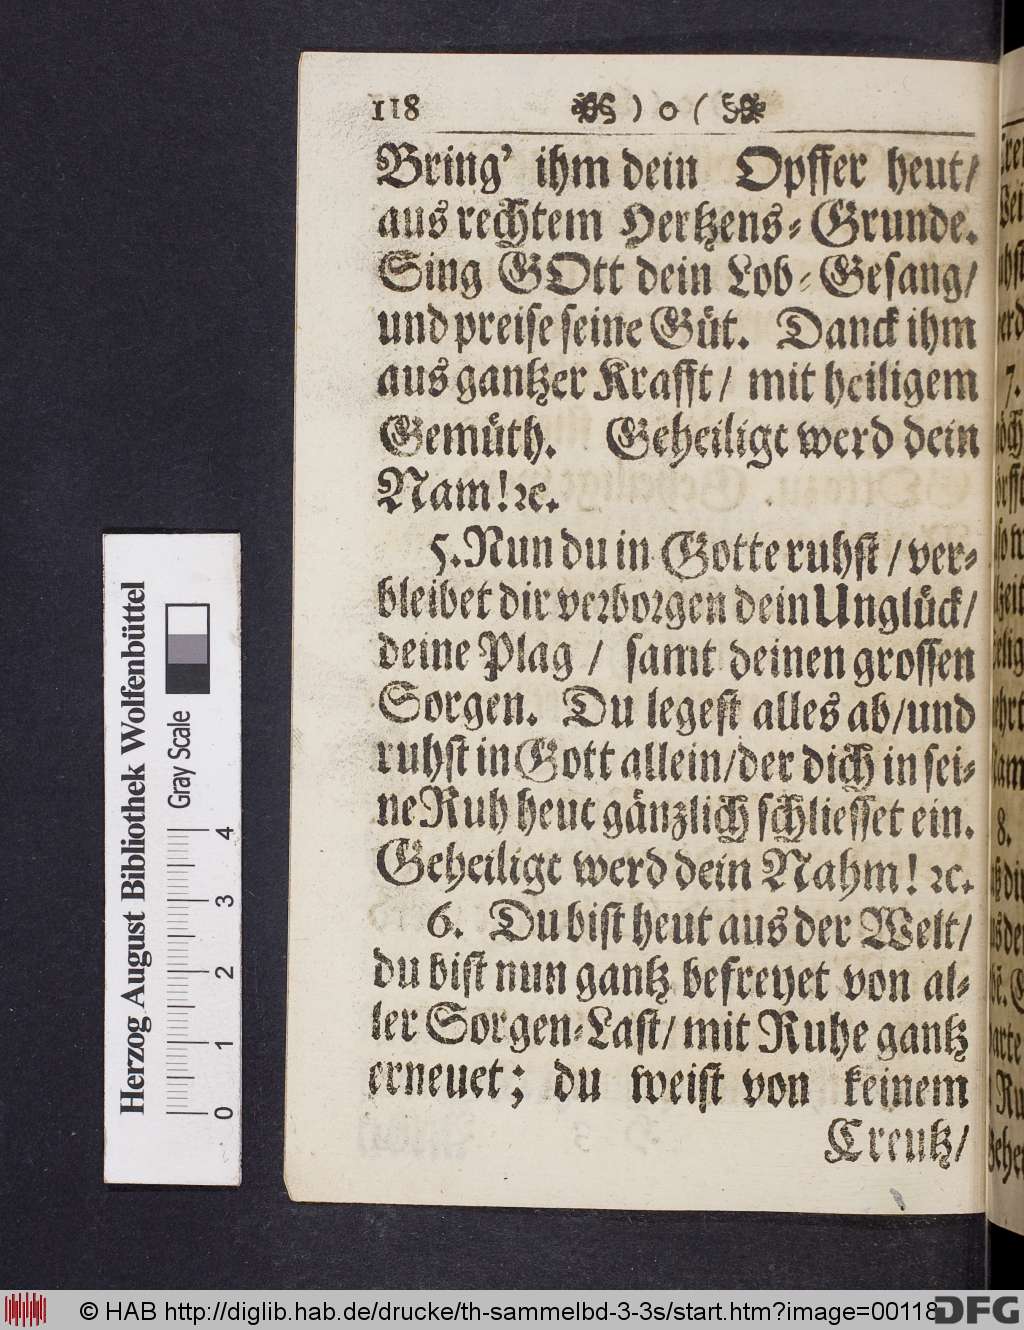 118 ) o (
Bring' ihm dein Opffer heut/
aus rechtem Hertzens-Grunde.
Sing GOtt dein Lob-Gesang/
und preise seine Güt. Danck ihm
aus gantzer Krafft/ mit heiligem
Gemüth. Geheiligt werd dein
Nam! ꝛc.
5. Nun du in Gotte ruhst / ver-
bleibet dir verborgen dein Unglück/
deine Plag / samt deinen grossen
Sorgen. Du legest alles ab/und
ruhst in Gott allein/der dich in sei-
ne Ruh heut gänzlich schliesset ein.
Geheiligt werd dein Nahm! ꝛc.
6. Du bist heut aus der Welt/
du bist nun gantz befreyet von al-
ler Sorgen-Last/ mit Ruhe gantz
erneuet; du weist von keinem
Creutz/
Herzog August Bibliothek Wolfenbüttel
Gray Scale
0 1 2 3 4
© HAB http://diglib.hab.de/drucke/th-sammelbd-3-3s/start.htm?image=00118
DFG